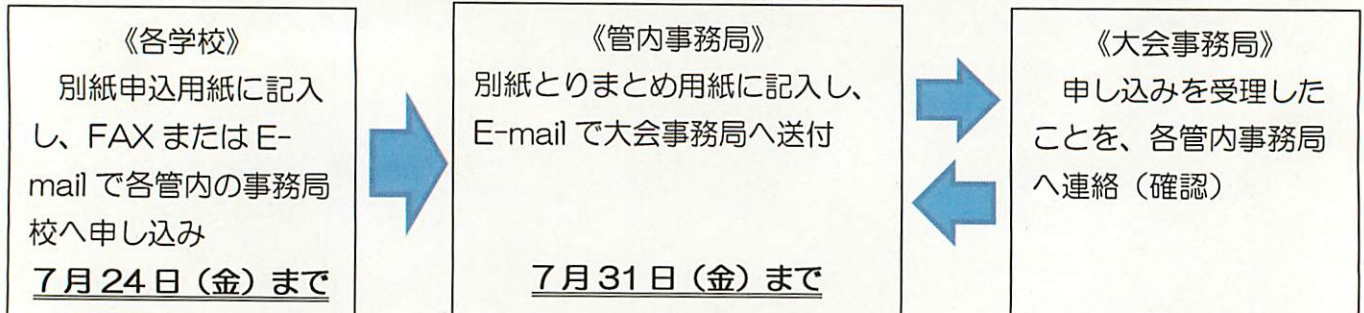 《各学校》
別紙申込用紙に記入
し、FAX または E-
mail で各管内の事務局
校へ申し込み
7月24日（金）まで
《管内事務局》
別紙とりまとめ用紙に記入し、
E-mail で大会事務局へ送付
7月31日（金）まで
《大会事務局》
申し込みを受理した
ことを、各管内事務局
へ連絡（確認）